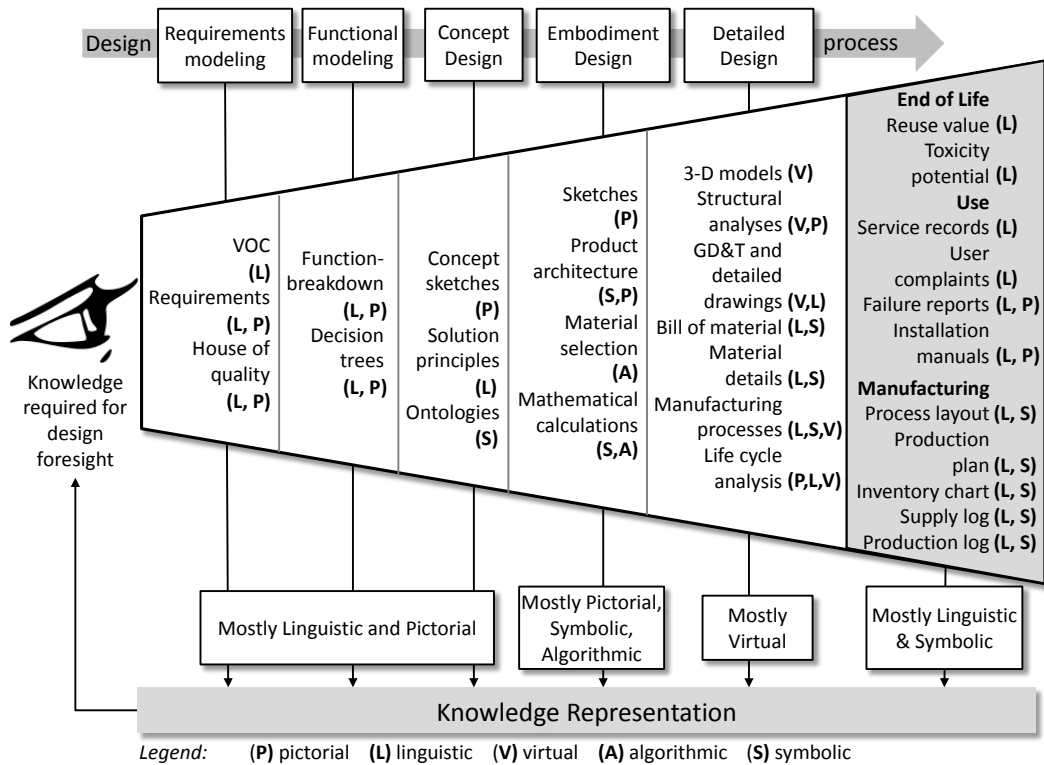 Design
Requirements
modeling
Functional
modeling
Concept
Design
Embodiment
Design
Detailed
Design
process
Knowledge
required for
design
foresight
VOC
(L)
Requirements
(L, P)
House of
quality
(L, P)
Function-
breakdown
(L, P)
Decision
trees
(L, P)
Concept
sketches
(P)
Solution
principles
(L)
Ontologies
(S)
Sketches
(P)
Product
architecture
(S,P)
Material
selection
(A)
Mathematical
calculations
(S,A)
3-D models (V)
Structural
analyses (V,P)
GD&T and
detailed
drawings (V,L)
Bill of material (L,S)
Material
details (L,S)
Manufacturing
processes (L,S,V)
Life cycle
analysis (P,L,V)
End of Life
Reuse value (L)
Toxicity
potential (L)
Use
Service records (L)
User
complaints (L)
Failure reports (L, P)
Installation
manuals (L, P)
Manufacturing
Process layout (L, S)
Production
plan (L, S)
Inventory chart (L, S)
Supply log (L, S)
Production log (L, S)
Mostly Linguistic and Pictorial
Mostly Pictorial,
Symbolic,
Algorithmic
Mostly
Virtual
Mostly Linguistic
& Symbolic
Knowledge Representation
Legend: (P) pictorial (L) linguistic (V) virtual (A) algorithmic (S) symbolic